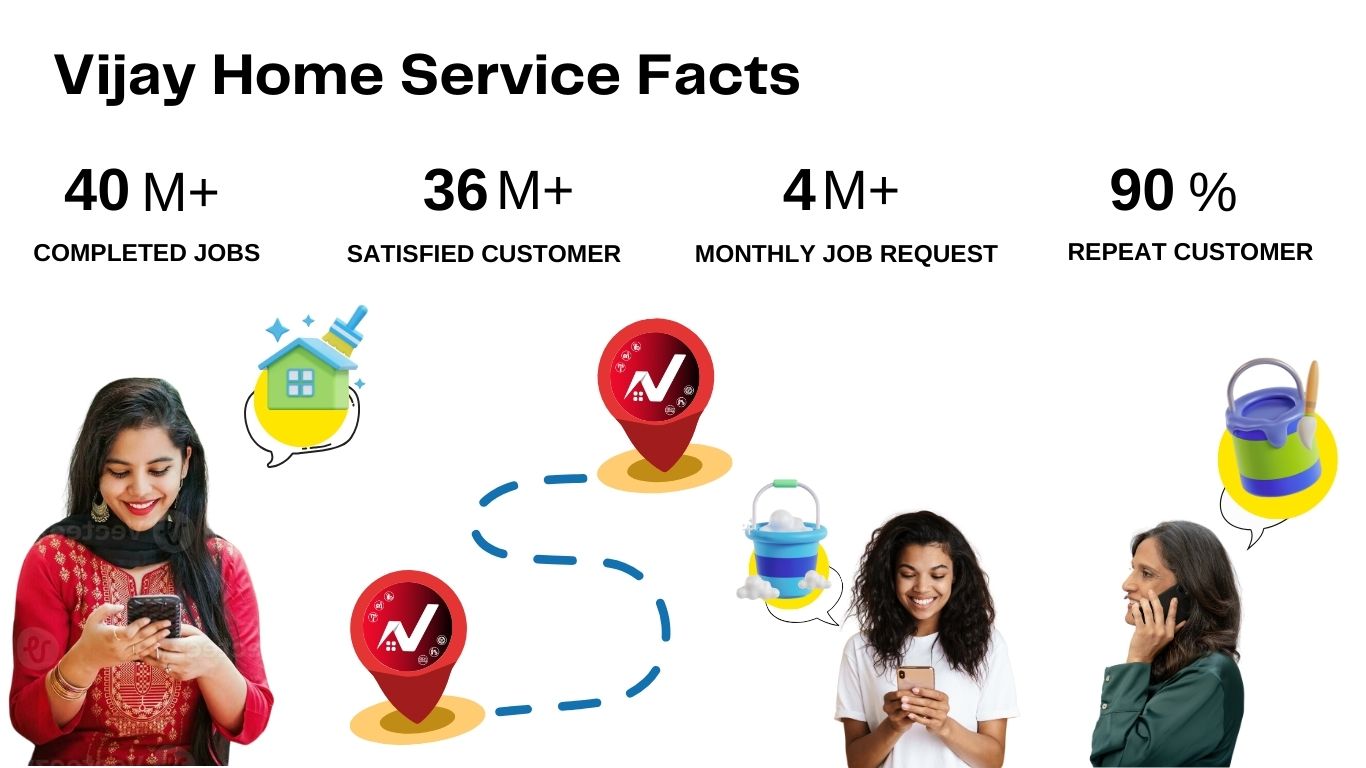 Vijay Home Service Facts
40 M+
36 M+
4 M+
90 %
COMPLETED JOBS
SATISFIED CUSTOMER
MONTHLY JOB REQUEST
REPEAT CUSTOMER